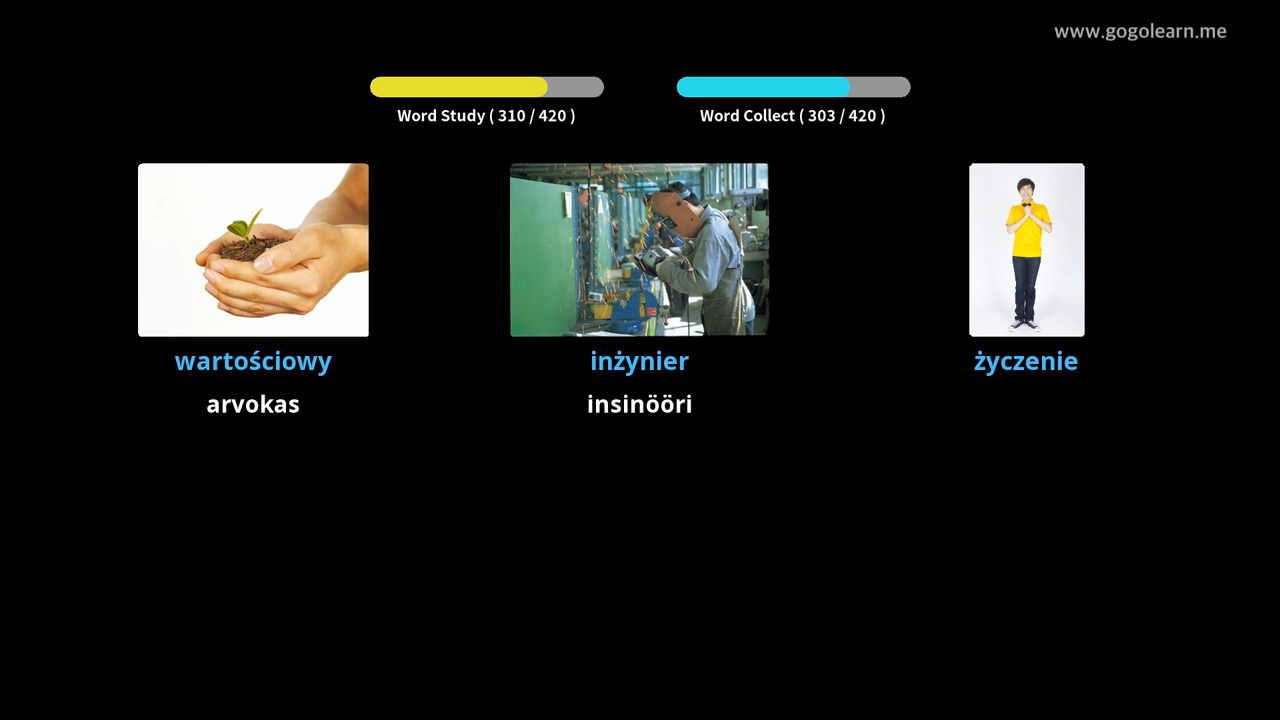 www.gogolearn.me
Word Study ( 310 / 420 )
Word Collect ( 303 / 420 )
wartościowy
inżynier
życzenie
arvokas
insinööri